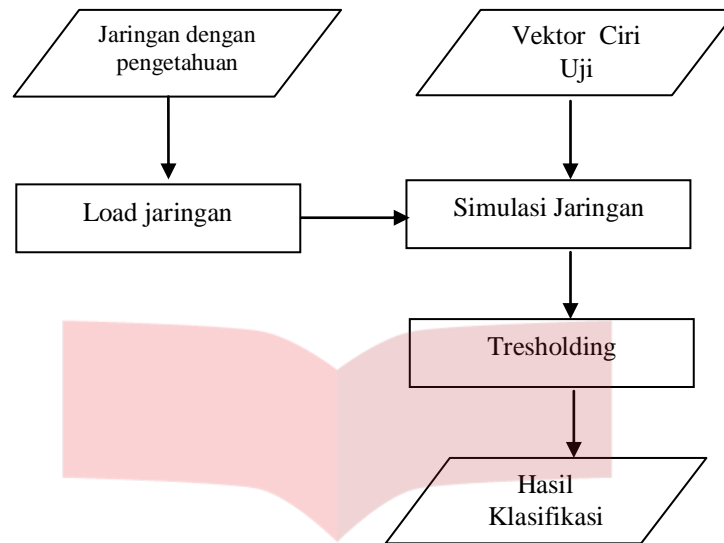 Jaringan dengan
pengetahuan
Vektor Ciri
Uji
Load jaringan
Simulasi Jaringan
Tresholding
Hasil
Klasifikasi